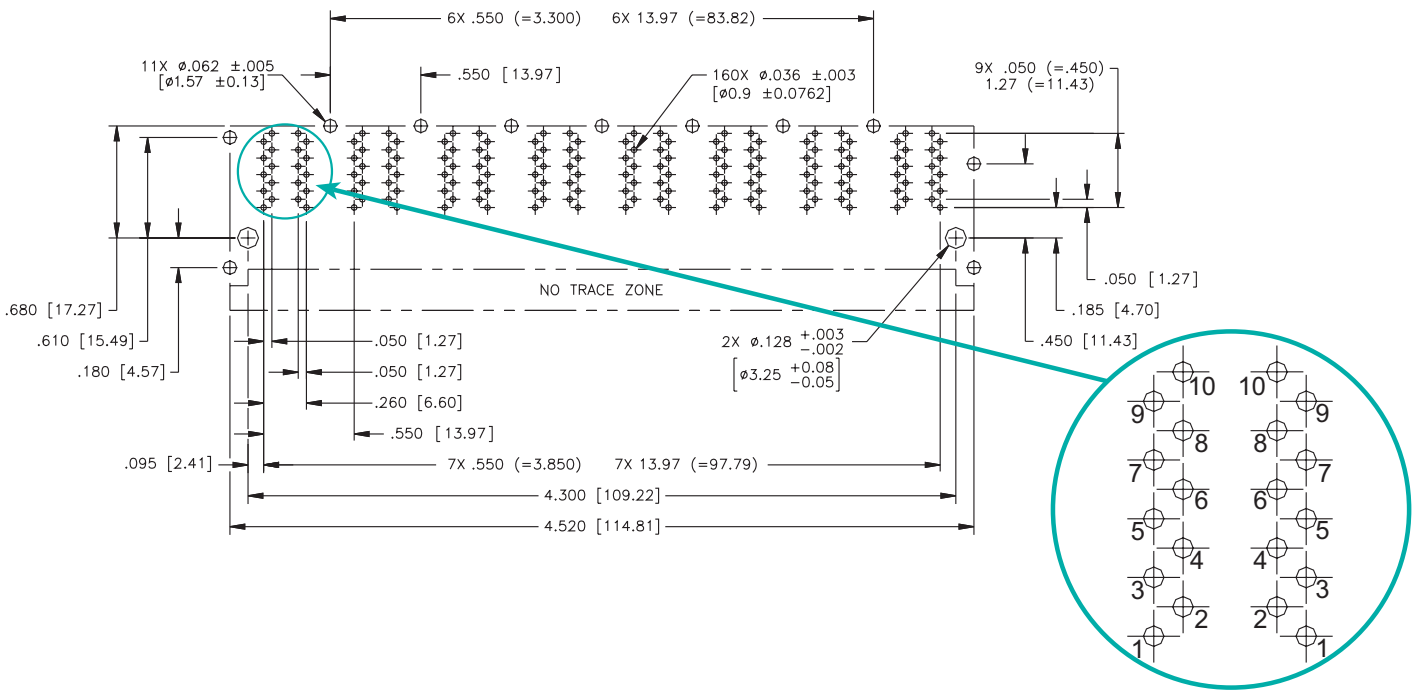 6X .550 (=3.300) 6X 13.97 (=83.82)
11X ø.062 ±.005
[ø1.57 ±0.13]
.550 [13.97]
160X ø.036 ±.003
[ø0.9 ±0.0762]
9X .050 (=.450)
1.27 (=11.43)
NO TRACE ZONE
.680 [17.27]
.610 [15.49]
.180 [4.57]
.050 [1.27]
.050 [1.27]
.260 [6.60]
.550 [13.97]
.095 [2.41]
7X .550 (=3.850) 7X 13.97 (=97.79)
4.300 [109.22]
4.520 [114.81]
2X ø.128 +.003
-.002
[ø3.25 +0.08
-0.05]
.050 [1.27]
.185 [4.70]
.450 [11.43]
10 10
9 9
8 8
7 7
6 6
5 5
4 4
3 3
2 2
1 1